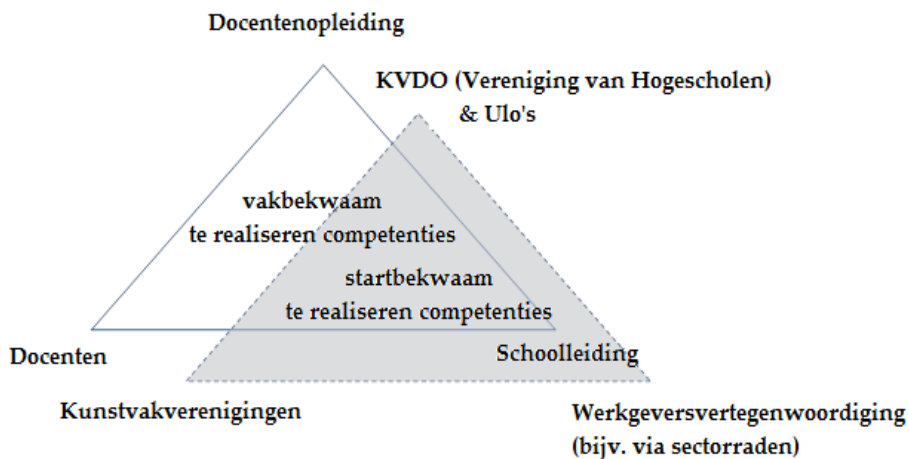 Docentenopleiding
KVDO (Vereniging van Hogescholen)
& Ulo's
vakbekwaam
te realiseren competenties
startbekwaam
te realiseren competenties
Docenten
Schoolleiding
Kunstvakverenigingen
Werkgeversvertegenwoordiging
(bijv. via sectorraden)